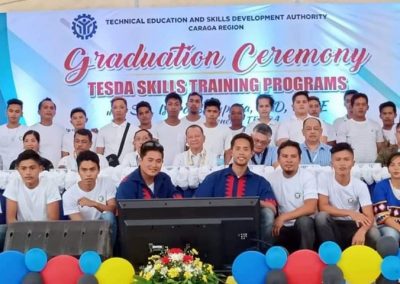 TECHNICAL EDUCATION AND SKILLS DEVELOPMENT AUTHORITY
CARAGA REGION
Graduation Ceremony
TESDA SKILLS TRAINING PROGRAMS